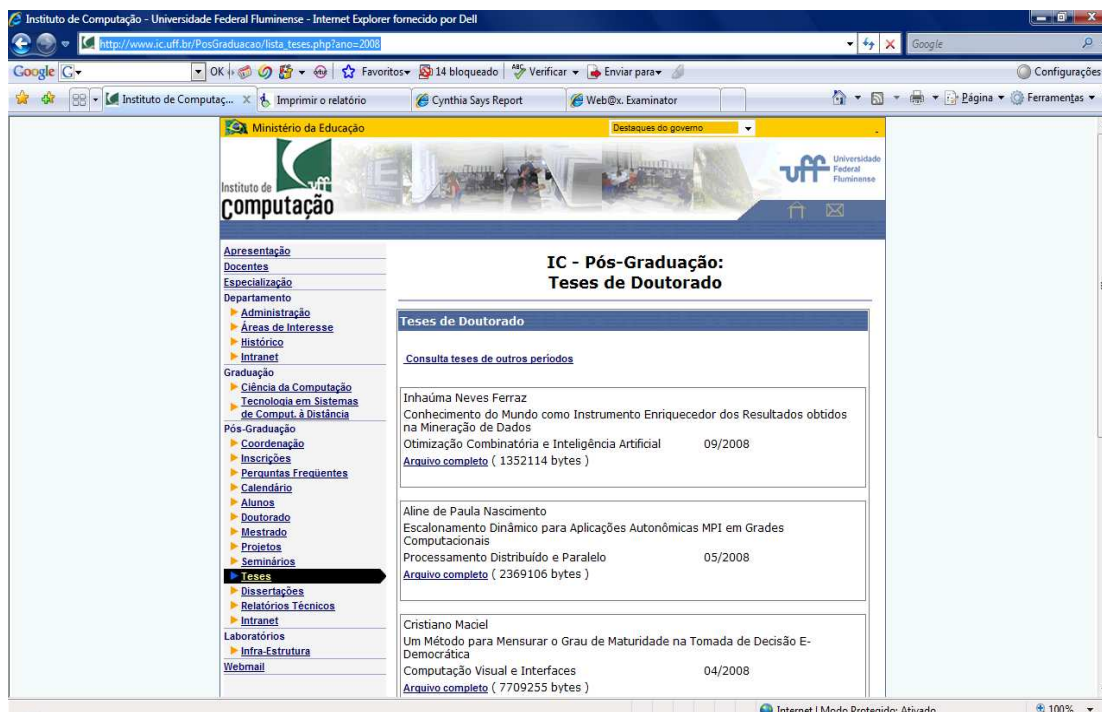 Instituto de Computação - Universidade Federal Fluminense - Internet Explorer fornecido por Dell
http://www.ic.uff.br/PosGraduacao/lista_teses.php?ano=2008
Google
Google G OK Favoritos 14 bloqueado ABC Verificar Enviar para Configurações
Instituto de Computaç... X Imprimir o relatório Cynthia Says Report Web@x. Examinator Página Ferramentas
Ministério da Educação Destaques do governo
Instituto de
computação
uff
uff Universidade
Federal
Fluminense
Apresentação
Docentes
Especialização
Departamento
Administração
Áreas de Interesse
Histórico
Intranet
Graduação
Ciência da Computação
Tecnologia em Sistemas
de Comput. à Distância
Pós-Graduação
Coordenação
Inscrições
Perguntas Freqüentes
Calendário
Alunos
Doutorado
Mestrado
Projetos
Seminários
Teses
Dissertações
Relatórios Técnicos
Intranet
Laboratórios
Infra-Estrutura
Webmail
IC - Pós-Graduação:
Teses de Doutorado
Teses de Doutorado
Consulta teses de outros períodos
Inhaúma Neves Ferraz
Conhecimento do Mundo como Instrumento Enriquecedor dos Resultados obtidos
na Mineração de Dados
Otimização Combinatória e Inteligência Artificial 09/2008
Arquivo completo ( 1352114 bytes )
Aline de Paula Nascimento
Escalonamento Dinâmico para Aplicações Autonômicas MPI em Grades
Computacionais
Processamento Distribuído e Paralelo 05/2008
Arquivo completo ( 2369106 bytes )
Cristiano Maciel
Um Método para Mensurar o Grau de Maturidade na Tomada de Decisão E-
Democrática
Computação Visual e Interfaces 04/2008
Arquivo completo ( 7709255 bytes )
Internet | Modo Protegido: Ativado 100%